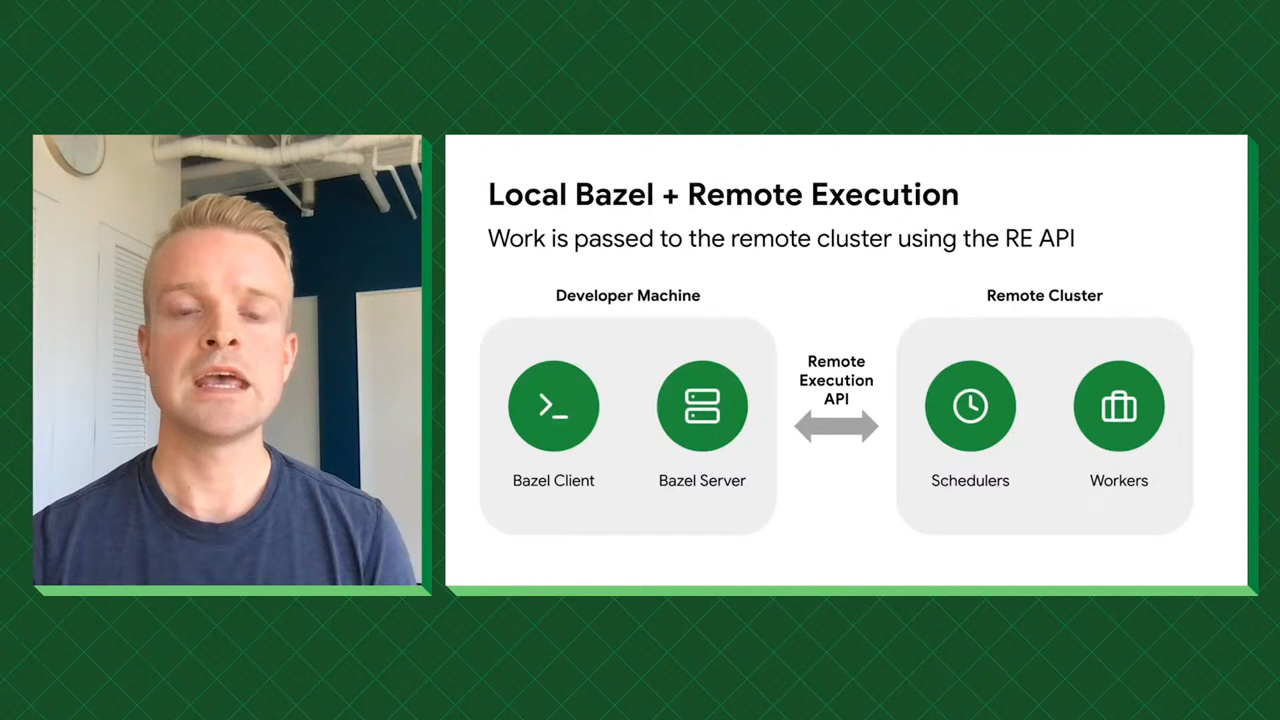 Local Bazel + Remote Execution
Work is passed to the remote cluster using the RE API
Developer Machine
Remote Cluster
Remote
Execution
API
Bazel Client
Bazel Server
Schedulers
Workers